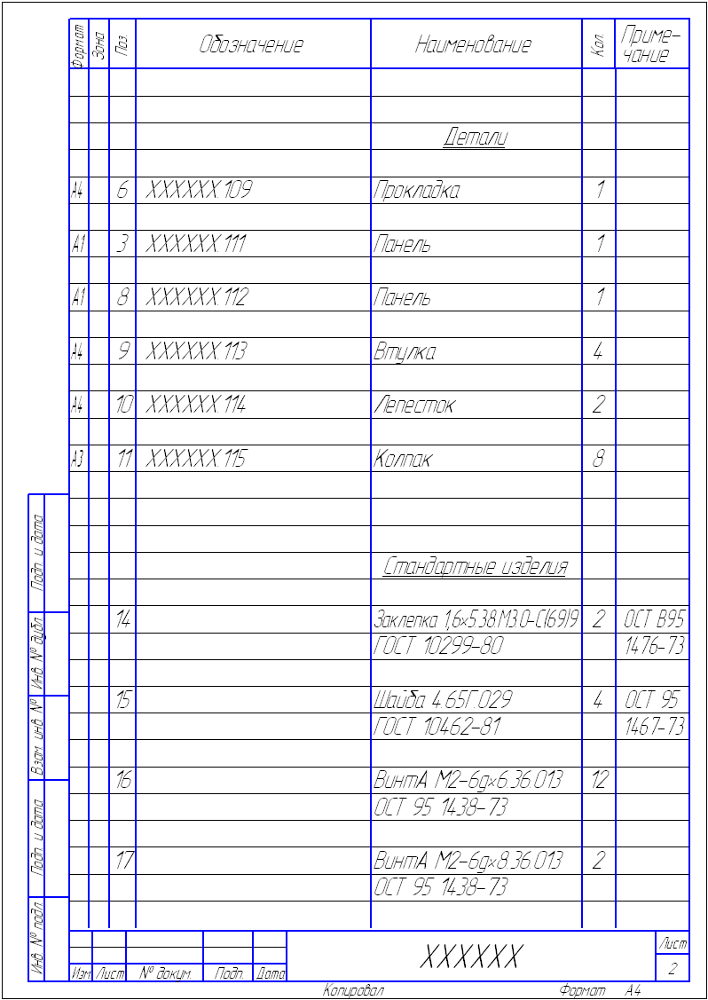 Формат Зона Поз. Обозначение Наименование Кол. Приме-
чание
Детали
А4 6 XXXXXX.109 Прокладка 1
А1 3 XXXXXX.111 Панель 1
А1 8 XXXXXX.112 Панель 1
А4 9 XXXXXX.113 Втулка 4
А4 10 XXXXXX.114 Лепесток 2
А3 11 XXXXXX.115 Колпак 8
Стандартные изделия
14 Заклепка 1,6×5.38.М3.0-С(69)9 2 ОСТ В95
ГОСТ 10299-80 1476-73
15 Шайба 4.65Г.029 4 ОСТ 95
ГОСТ 10462-81 1467-73
16 ВинтА М2-6g×6.36.013 12
ОСТ 95 1438-73
17 ВинтА М2-6g×8.36.013 2
ОСТ 95 1438-73
Подп. и дата
Инв. № дубл.
Взам. инв. №
Подп. и дата
Инв. № подл.
XXXXXX
Лист
2
Изм. Лист № докум. Подп. Дата
Копировал Формат А4